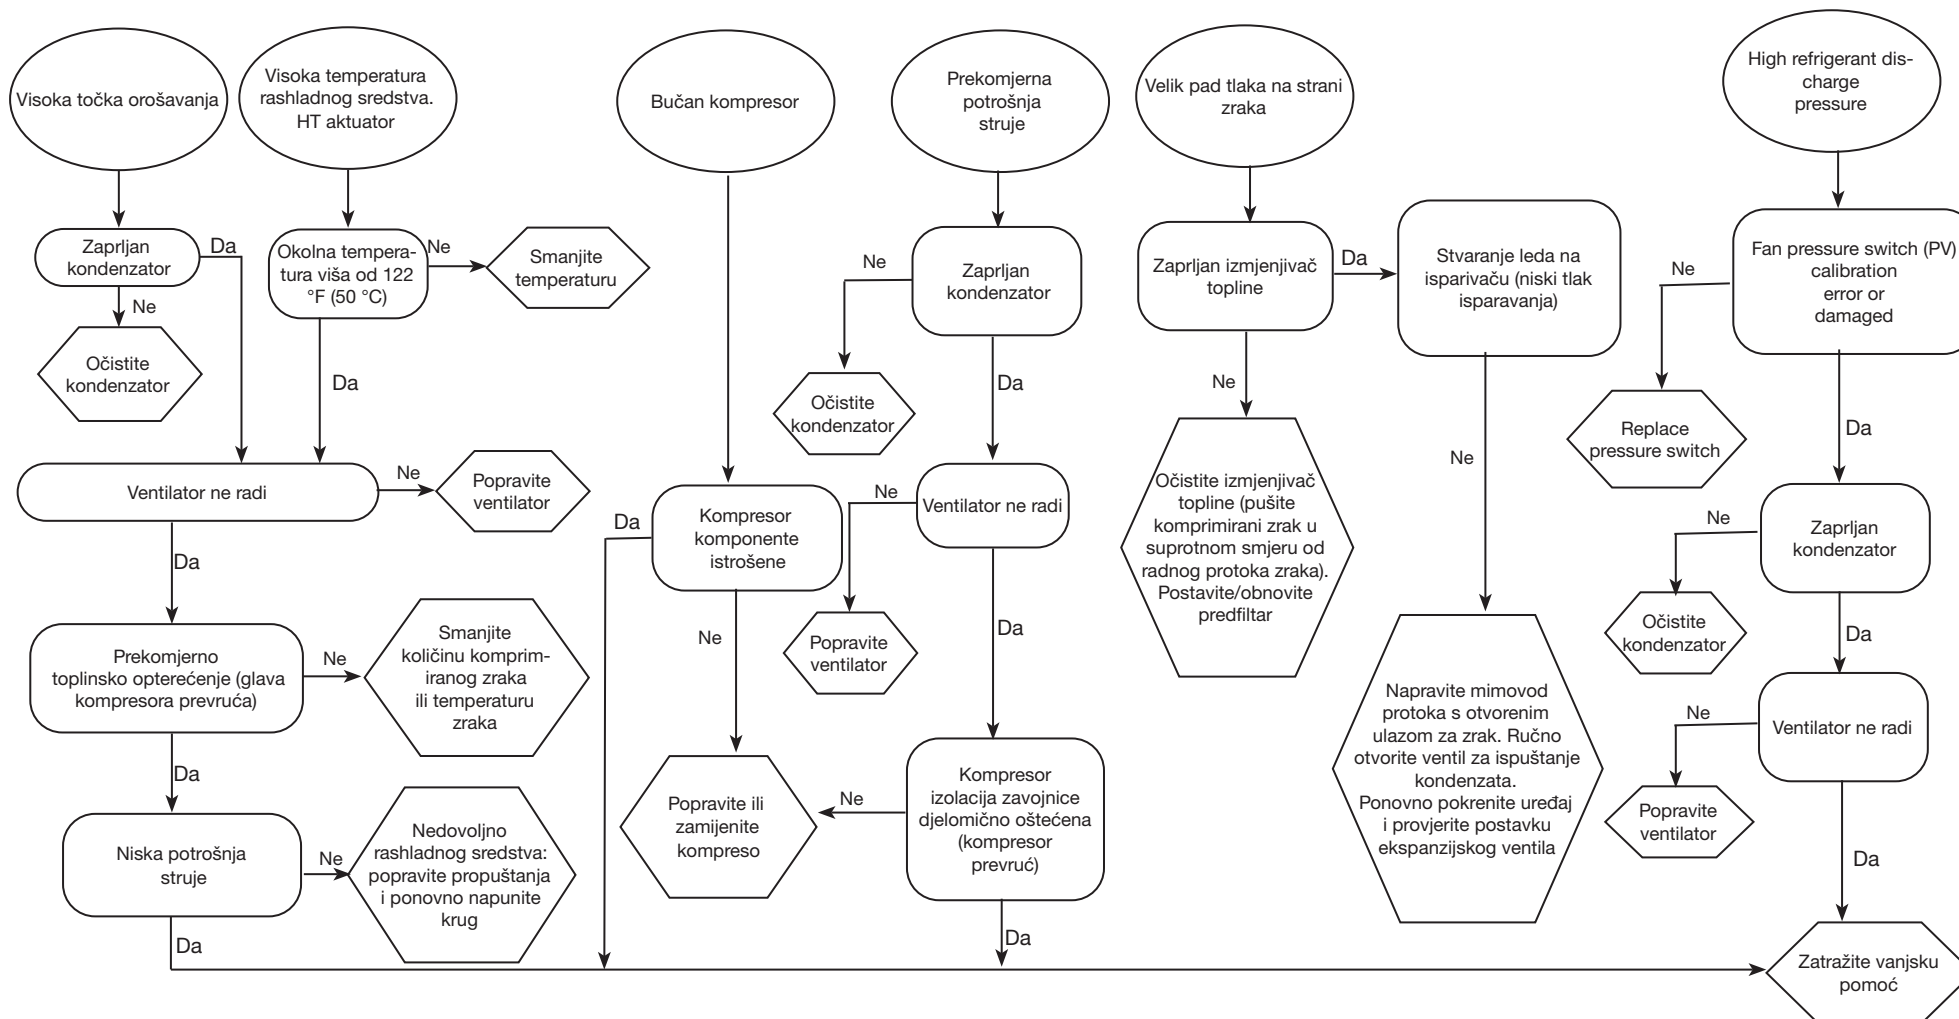 Visoka točka orošavanja
Visoka temperatura
rashladnog sredstva.
HT aktuator
Bučan kompresor
Prekomjerna
potrošnja
struje
Velik pad tlaka na strani
zraka
High refrigerant dis-
charge
pressure
Zaprljan
kondenzator
Da
Ne
Očistite
kondenzator
Okolna tempera-
tura viša od 122
°F (50 °C)
Ne
Smanjite
temperaturu
Da
Ventilator ne radi
Ne
Popravite
ventilator
Da
Prekomjerno
toplinsko opterećenje (glava
kompresora prevruća)
Ne
Smanjite
količinu komprim-
iranog zraka
ili temperaturu
zraka
Da
Niska potrošnja
struje
Ne
Nedovoljno
rashladnog sredstva:
popravite propuštanja
i ponovno napunite
krug
Da
Kompresor
komponente
istrošene
Da
Ne
Popravite ili
zamijenite
kompreso
Zaprljan
kondenzator
Ne
Očistite
kondenzator
Da
Ventilator ne radi
Ne
Popravite
ventilator
Da
Kompresor
izolacija zavojnice
djelomično oštećena
(kompresor
prevruć)
Ne
Da
Zaprljan izmjenjivač
topline
Da
Ne
Očistite izmjenjivač
topline (pušite
komprimirani zrak u
suprotnom smjeru od
radnog protoka zraka).
Postavite/obnovite
predfiltar
Stvaranje leda na
isparivaču (niski tlak
isparavanja)
Ne
Napravite mimovod
protoka s otvorenim
ulazom za zrak. Ručno
otvorite ventil za ispuštanje
kondenzata.
Ponovno pokrenite uređaj
i provjerite postavku
ekspanzijskog ventila
Fan pressure switch (PV)
calibration
error or
damaged
Ne
Replace
pressure switch
Da
Zaprljan
kondenzator
Ne
Očistite
kondenzator
Da
Ventilator ne radi
Ne
Popravite
ventilator
Da
Zatražite vanjsku
pomoć